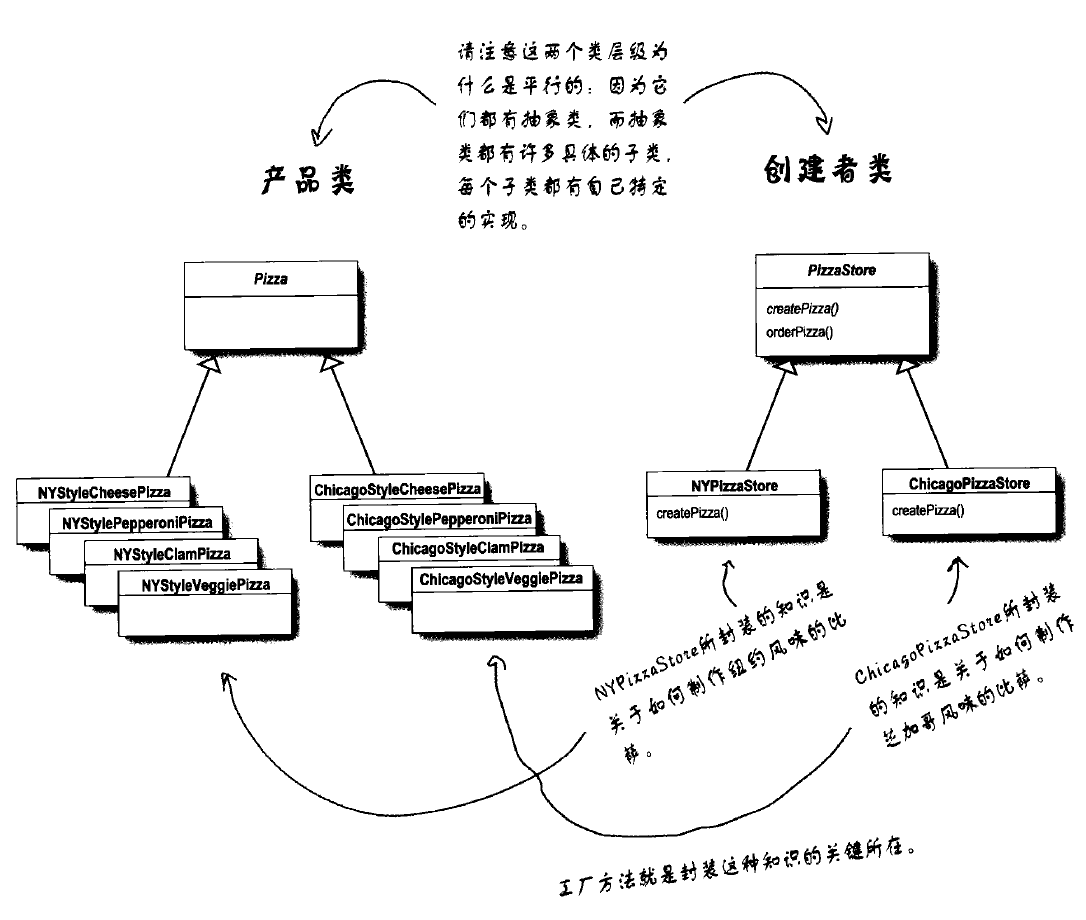 请注意这两个类层级为
什么是平行的：因为它
们都有抽象类，而抽象
类都有许多具体的子类，
每个子类都有自己特定
的实现。
产品类
创建者类
Pizza
PizzaStore
createPizza()
orderPizza()
NYStyleCheesePizza
NYStylePepperoniPizza
NYStyleClamPizza
NYStyleVeggiePizza
ChicagoStyleCheesePizza
ChicagoStylePepperoniPizza
ChicagoStyleClamPizza
ChicagoStyleVeggiePizza
NYPizzaStore
createPizza()
ChicagoPizzaStore
createPizza()
NYPizzaStore所封装的知识是
关于如何制作纽约风味的比
萨。
ChicagoPizzaStore所封装
的知识是关于如何制作
芝加哥风味的比萨。
工厂方法就是封装这种知识的关键所在。